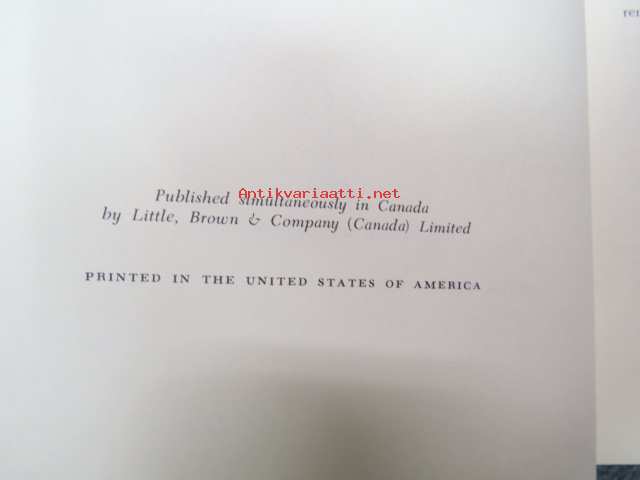 Published simultaneously in Canada
by Little, Brown & Company (Canada) Limited
PRINTED IN THE UNITED STATES OF AMERICA
Antikvariaatti.net